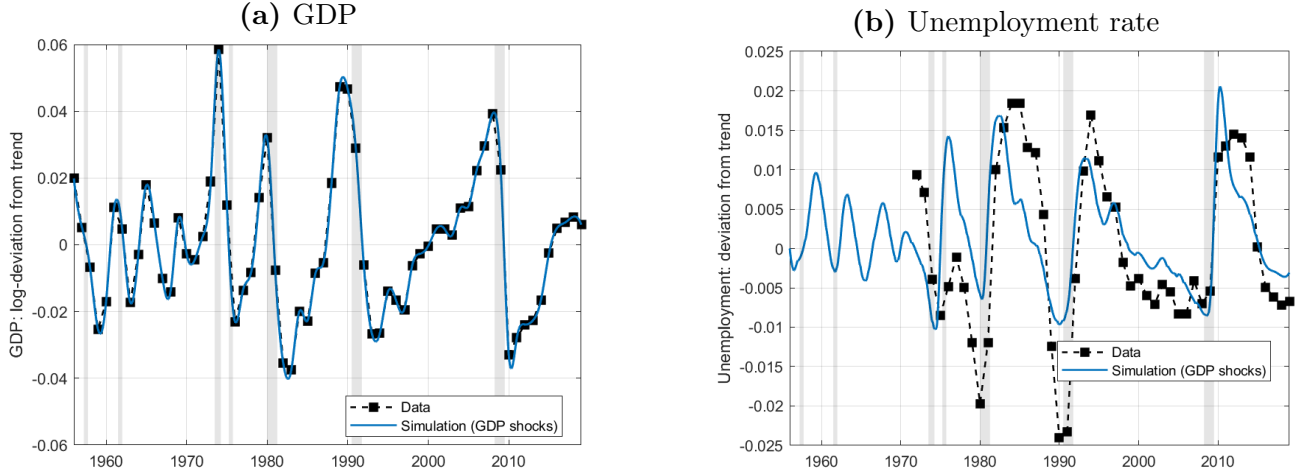 (a) GDP
0.06
0.04
0.02
0
-0.02
-0.04
-0.06
GDP: log-deviation from trend
1960 1970 1980 1990 2000 2010
Data
Simulation (GDP shocks)
(b) Unemployment rate
0.025
0.02
0.015
0.01
0.005
0
-0.005
-0.01
-0.015
-0.02
-0.025
Unemployment: deviation from trend
1960 1970 1980 1990 2000 2010
Data
Simulation (GDP shocks)